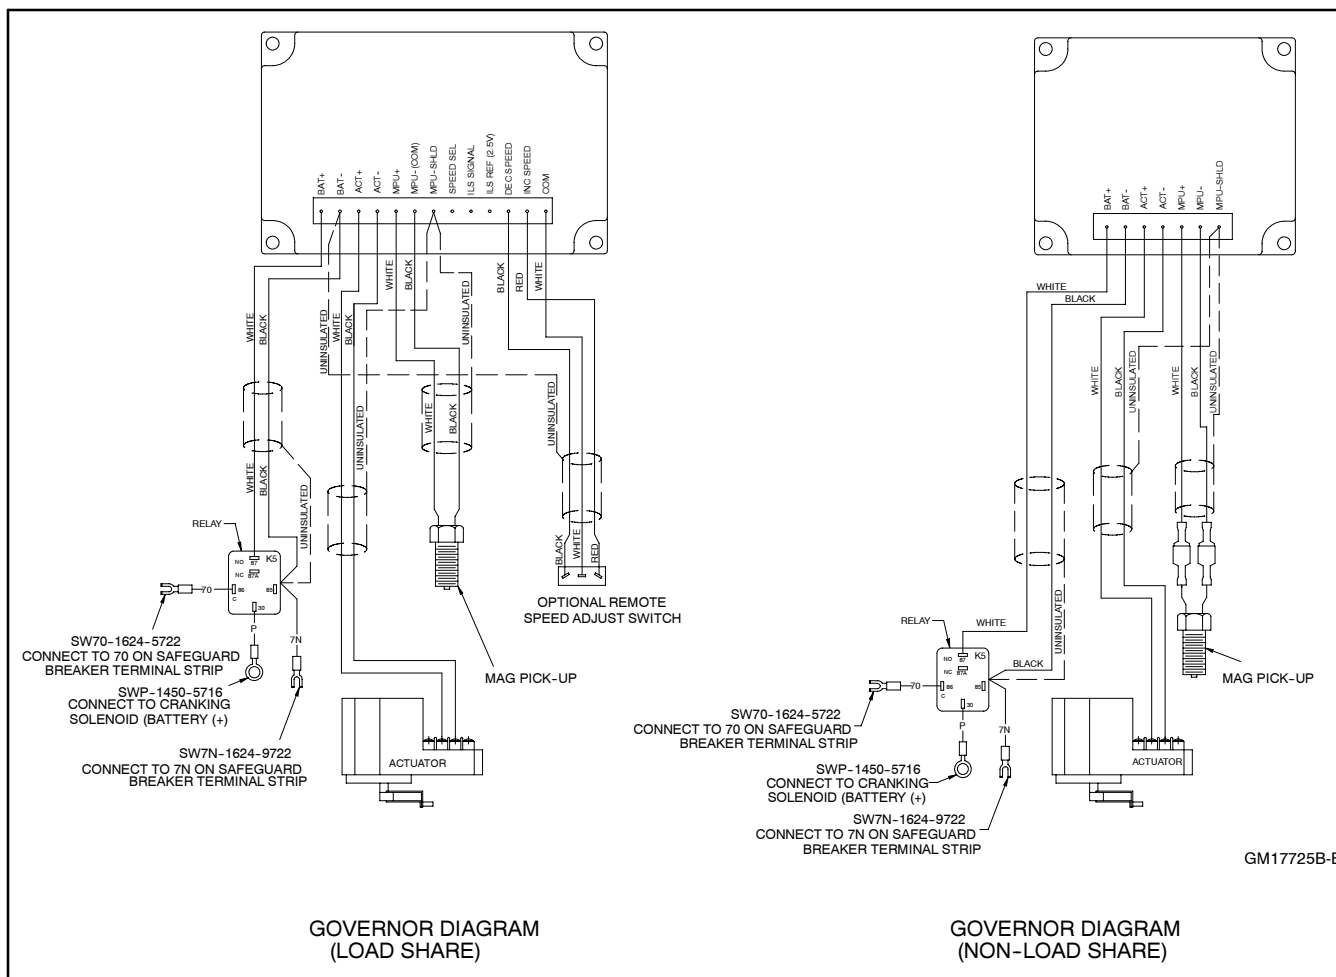 BAT+
BAT-
ACT+
ACT-
MPU+
MPU-(COM)
MPU-SHLD
SPEED SEL
ILS SIGNAL
ILS REF (2.5V)
DEC SPEED
INC SPEED
COM
WHITE
BLACK
UNINSULATED
WHITE
BLACK
WHITE
BLACK
UNINSULATED
BLACK
RED
WHITE
WHITE
BLACK
UNINSULATED
WHITE
BLACK
UNINSULATED
UNINSULATED
WHITE
BLACK
BLACK
WHITE
RED
RELAY
K5
NO
87
NC
87A
86
85
C
30
70
P
7N
SW70-1624-5722
CONNECT TO 70 ON SAFEGUARD
BREAKER TERMINAL STRIP
SWP-1450-5716
CONNECT TO CRANKING
SOLENOID (BATTERY (+)
SW7N-1624-9722
CONNECT TO 7N ON SAFEGUARD
BREAKER TERMINAL STRIP
OPTIONAL REMOTE
SPEED ADJUST SWITCH
MAG PICK-UP
ACTUATOR
GOVERNOR DIAGRAM
(LOAD SHARE)
BAT+
BAT-
ACT+
ACT-
MPU+
MPU-
MPU-SHLD
WHITE
BLACK
WHITE
BLACK
UNINSULATED
WHITE
BLACK
UNINSULATED
UNINSULATED
RELAY
WHITE
BLACK
K5
NO
87
NC
87A
86
85
C
30
70
P
7N
SW70-1624-5722
CONNECT TO 70 ON SAFEGUARD
BREAKER TERMINAL STRIP
SWP-1450-5716
CONNECT TO CRANKING
SOLENOID (BATTERY (+)
SW7N-1624-9722
CONNECT TO 7N ON SAFEGUARD
BREAKER TERMINAL STRIP
MAG PICK-UP
ACTUATOR
GM17725B-E
GOVERNOR DIAGRAM
(NON-LOAD SHARE)